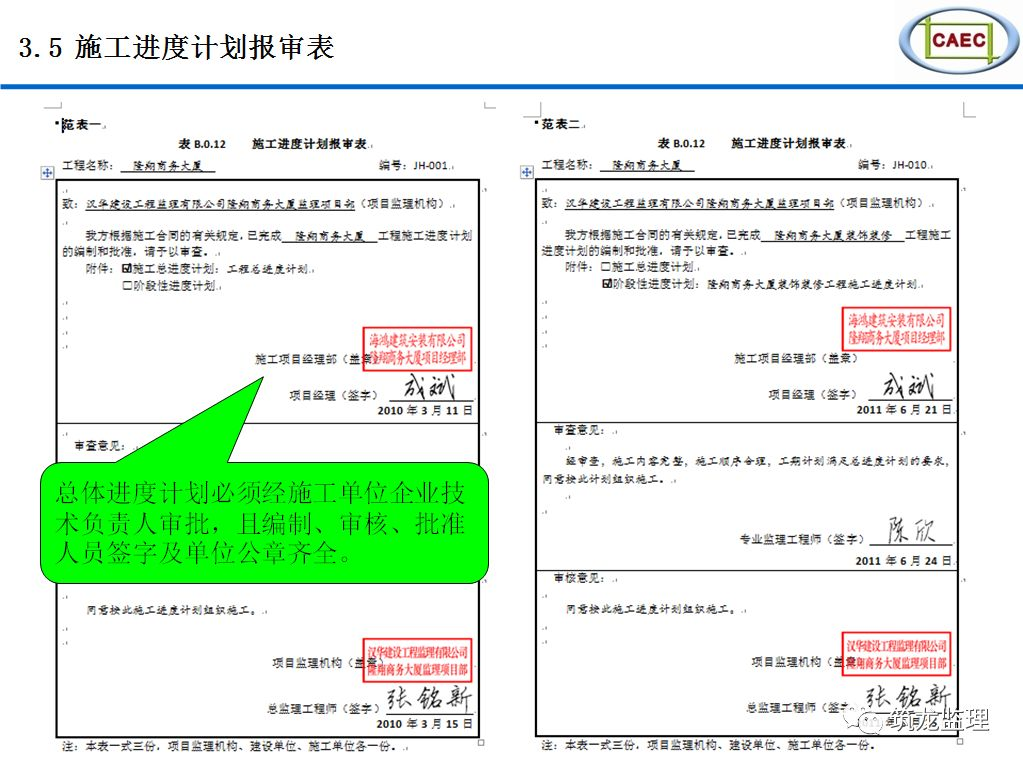 3.5 施工进度计划报审表
CAEC
范表一
表 B.0.12 施工进度计划报审表
工程名称： 隆翔商务大厦 编号：JH-001
致：汉华建设工程监理有限公司隆翔商务大厦监理项目部（项目监理机构）
我方根据施工合同的有关规定，已完成 隆翔商务大厦 工程施工进度计划
的编制和批准，请予以审查。
附件：☑施工总进度计划：工程总进度计划
□阶段性进度计划
海鸿建筑安装有限公司
隆翔商务大厦项目经理部
施工项目经理部（盖章）
项目经理（签字） 成斌
2010 年 3 月 11 日
审查意见：
总体进度计划必须经施工单位企业技
术负责人审批，且编制、审核、批准
人员签字及单位公章齐全。
同意按此施工进度计划组织施工。
汉华建设工程监理有限公司
隆翔商务大厦监理项目部
项目监理机构（盖章）
总监理工程师（签字） 张铭新
2010 年 3 月 15 日
注：本表一式三份，项目监理机构、建设单位、施工单位各一份。
范表二
表 B.0.12 施工进度计划报审表
工程名称： 隆翔商务大厦 编号：JH-010
致：汉华建设工程监理有限公司隆翔商务大厦监理项目部（项目监理机构）
我方根据施工合同的有关规定，已完成 隆翔商务大厦装饰装修 工程施工
进度计划的编制和批准，请予以审查。
附件：□施工总进度计划
☑阶段性进度计划：隆翔商务大厦装饰装修工程施工进度计划
海鸿建筑安装有限公司
隆翔商务大厦项目经理部
施工项目经理部（盖章）
项目经理（签字） 成斌
2011 年 6 月 21 日
审查意见：
经审查，施工内容完整，施工顺序合理，工期计划满足总进度计划的要求，
同意按此计划组织施工。
专业监理工程师（签字） 陈欣
2011 年 6 月 24 日
审核意见：
同意按此施工进度计划组织施工。
汉华建设工程监理有限公司
隆翔商务大厦监理项目部
项目监理机构（盖章）
总监理工程师（签字） 张铭新
筑龙监理
注：本表一式三份，项目监理机构、建设单位、施工单位各一份。